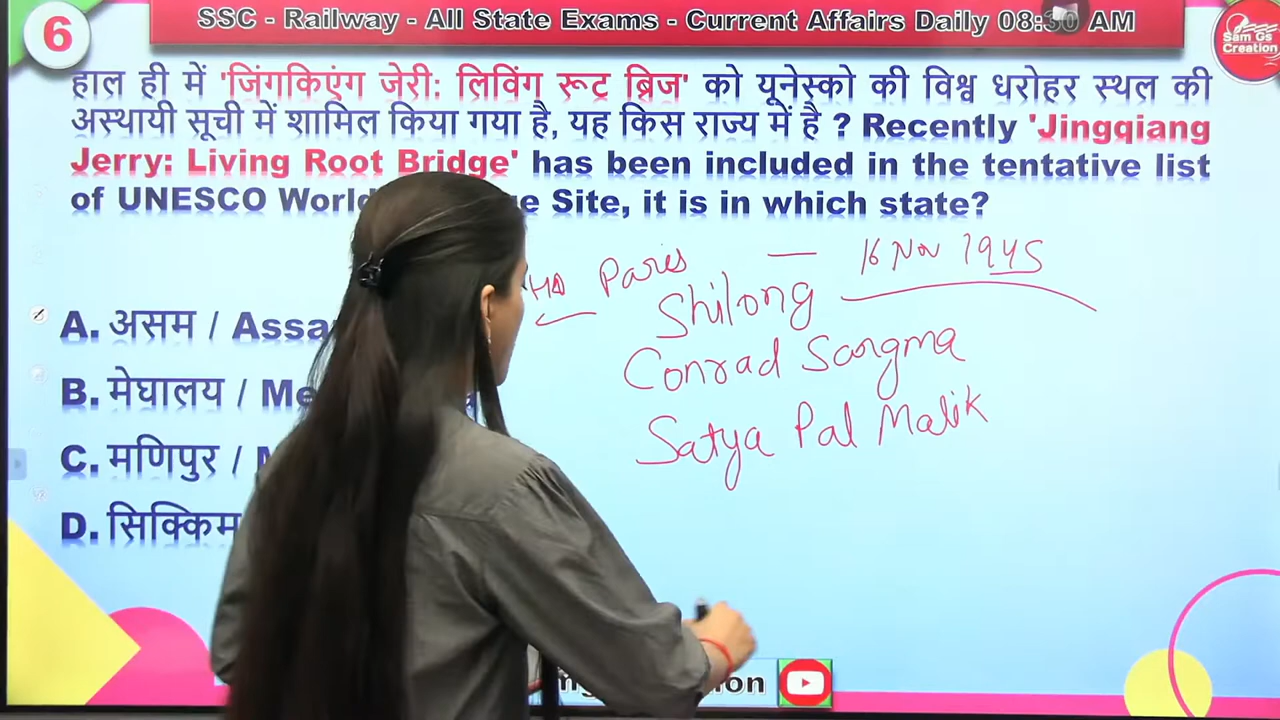 6
SSC - Railway - All State Exams - Current Affairs Daily 08:30 AM
Sam Gs
Creation
हाल ही में 'जिंगकिएंग जेरी: लिविंग रूट ब्रिज' को यूनेस्को की विश्व धरोहर स्थल की
अस्थायी सूची में शामिल किया गया है, यह किस राज्य में है ? Recently 'Jingqiang
Jerry: Living Root Bridge' has been included in the tentative list
of UNESCO World e Site, it is in which state?
Paris — 16 Nov 1945
Shilong
Conrad Sangma
Satya Pal Malik
A. असम / Assa
B. मेघालय / Me
C. मणिपुर / M
D. सिक्किम